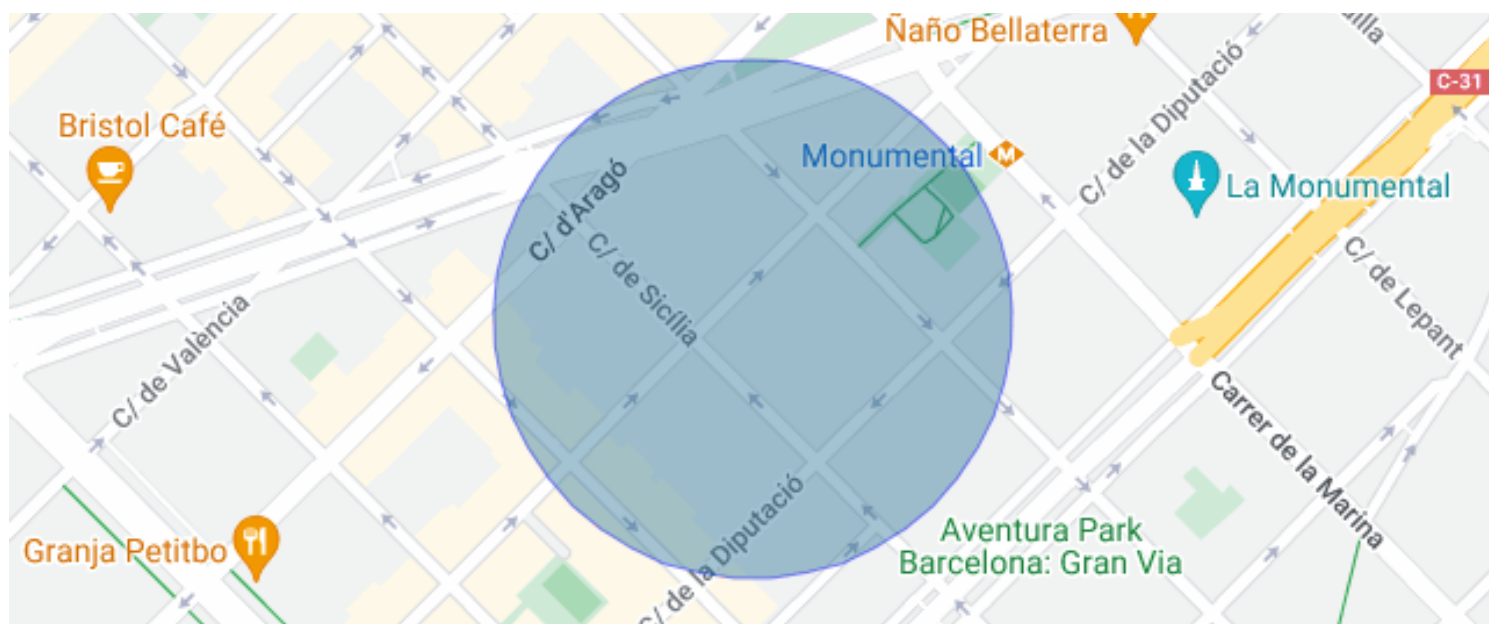 Ñaño Bellaterra
C-31
Bristol Café
C/ de la Diputació
Monumental
La Monumental
C/ d'Aragó
C/ de Sicília
C/ de Lepant
C/ de València
Carrer de la Marina
C/ de la Diputació
Granja Petitbo
Aventura Park
Barcelona: Gran Via